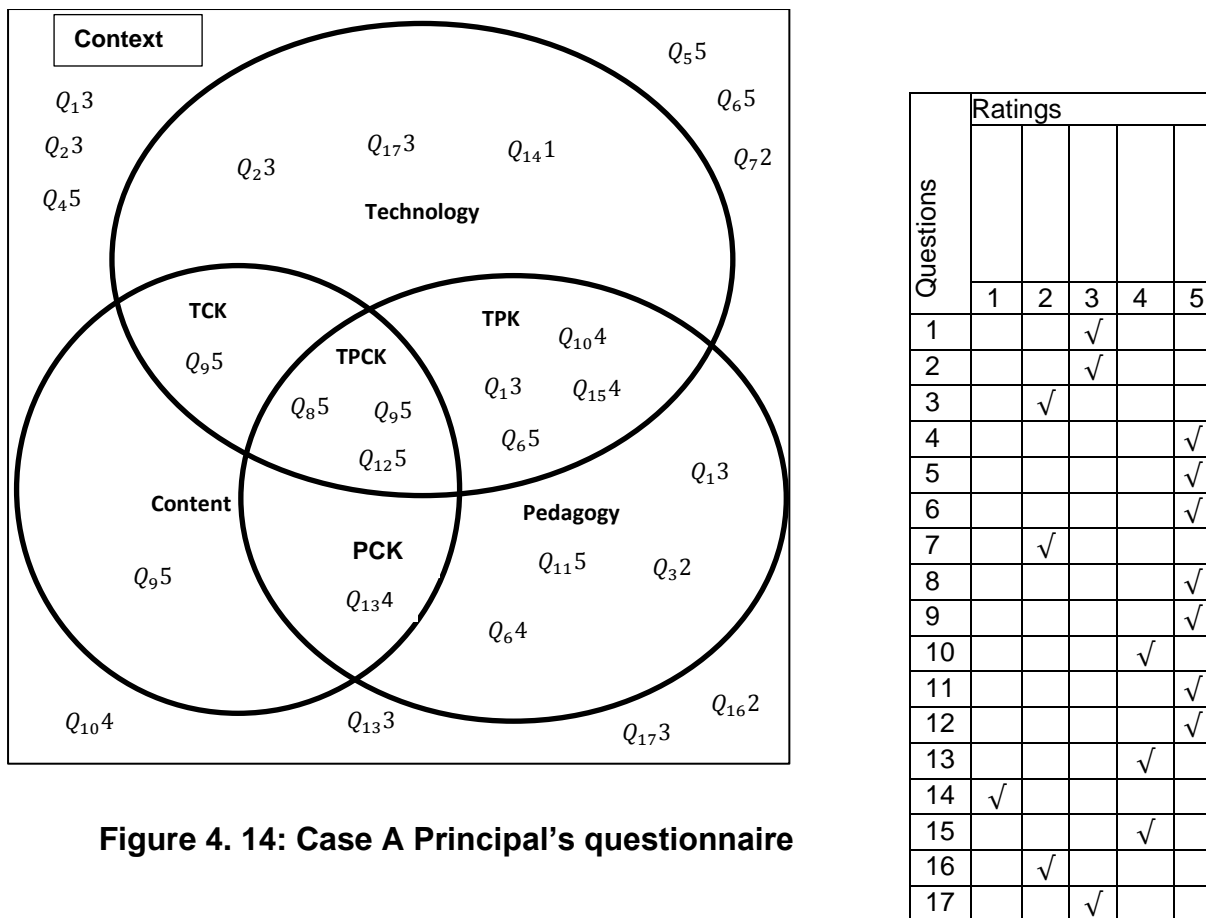 Context
Q₅5
Q₁3
Q₆5
Q₂3
Q₂3
Q₁₇3
Q₁₄1
Q₇2
Q₄5
Technology
TCK
TPK
Q₉5
TPCK
Q₁₀4
Q₈5
Q₉5
Q₁3
Q₁₅4
Q₁₂5
Q₆5
Q₁3
Content
Pedagogy
PCK
Q₉5
Q₁₁5
Q₃2
Q₁₃4
Q₆4
Q₁₀4
Q₁₃3
Q₁₇3
Q₁₆2
Figure 4. 14: Case A Principal's questionnaire
Questions
Ratings
1 2 3 4 5
1 √
2 √
3 √
4 √
5 √
6 √
7 √
8 √
9 √
10 √
11 √
12 √
13 √
14 √
15 √
16 √
17 √